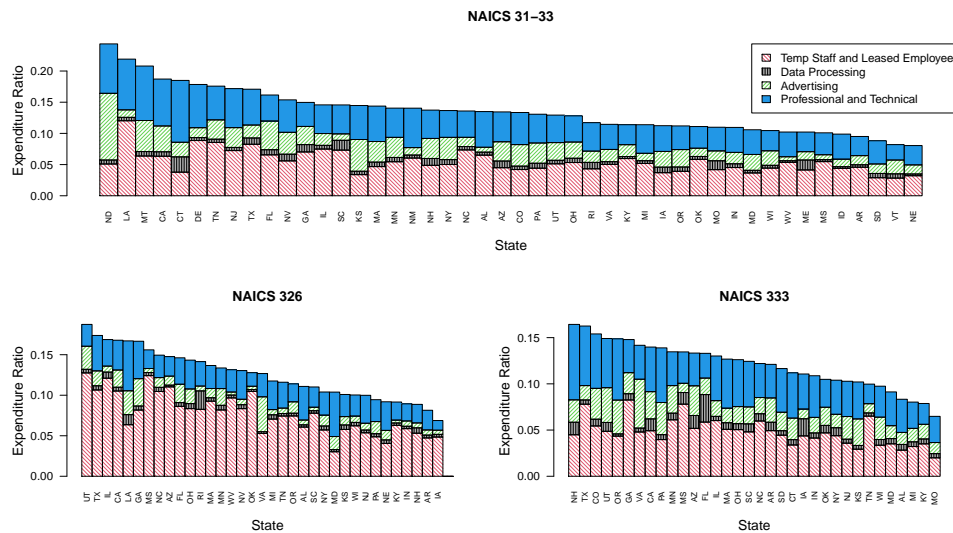 NAICS 31−33
Expenditure Ratio
0.20
0.15
0.10
0.05
0.00
Temp Staff and Leased Employee
Data Processing
Advertising
Professional and Technical
ND LA MT CA CT DE TN NJ TX FL NV GA IL SC KS MA MN NM NH NY NC AL AZ CO PA UT OH RI VA KY MI IA OR OK MO IN MD WI WV ME MS ID AR SD VT NE
State
NAICS 326
Expenditure Ratio
0.15
0.10
0.05
0.00
UT TX IL CA LA GA MS NC AZ FL OH RI MA MN WV NV OK VA MI TN OR AL SC NY MD KS WI NJ PA NE KY IN NH AR IA
State
NAICS 333
Expenditure Ratio
0.15
0.10
0.05
0.00
NH TX CO UT OR GA VA CA PA MN MS AZ FL IL MA OH SC NC AR SD CT IA IN OK NY NJ KS TN WI MD AL MI KY MO
State